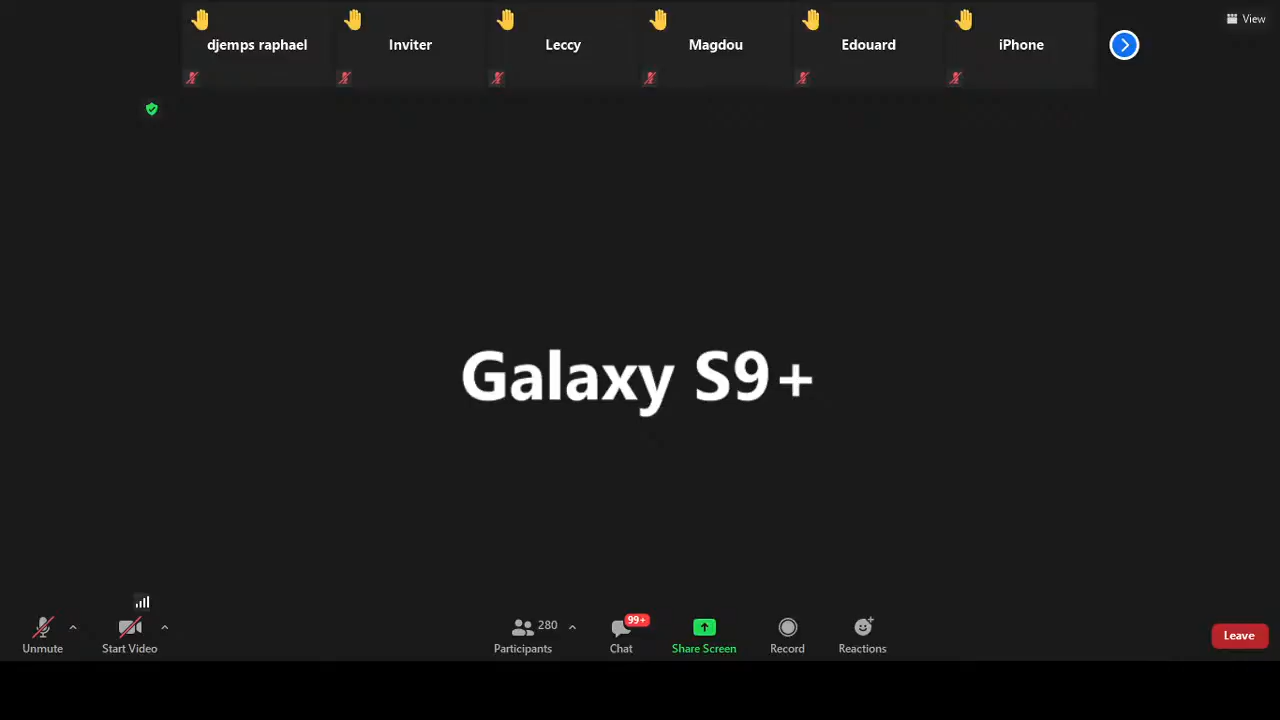 djemps raphael
Inviter
Leccy
Magdou
Edouard
iPhone
View
Galaxy S9+
Unmute
Start Video
280
Participants
99+
Chat
Share Screen
Record
Reactions
Leave